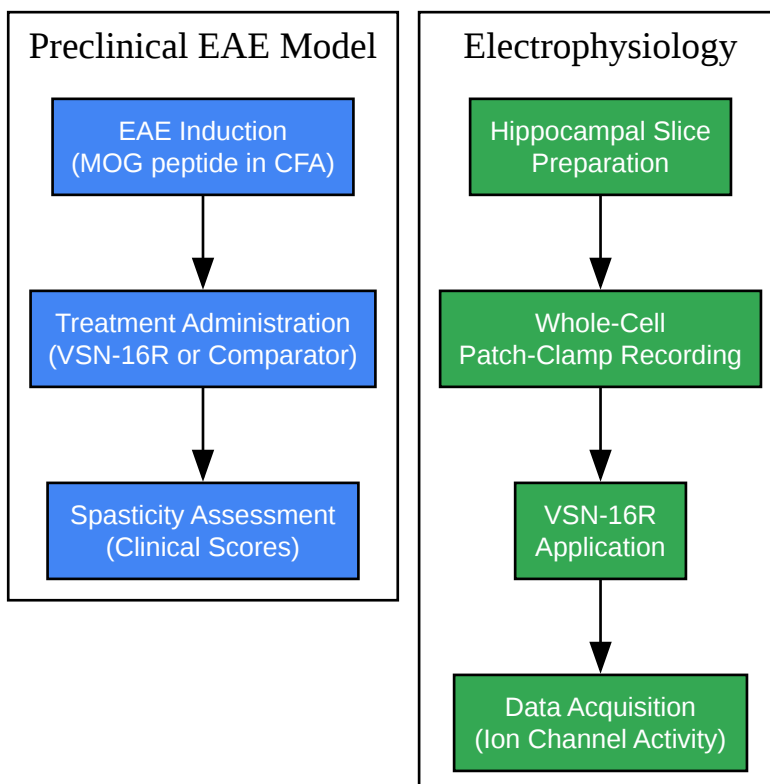 Preclinical EAE Model
EAE Induction
(MOG peptide in CFA)
Treatment Administration
(VSN-16R or Comparator)
Spasticity Assessment
(Clinical Scores)
Electrophysiology
Hippocampal Slice
Preparation
Whole-Cell
Patch-Clamp Recording
VSN-16R
Application
Data Acquisition
(Ion Channel Activity)